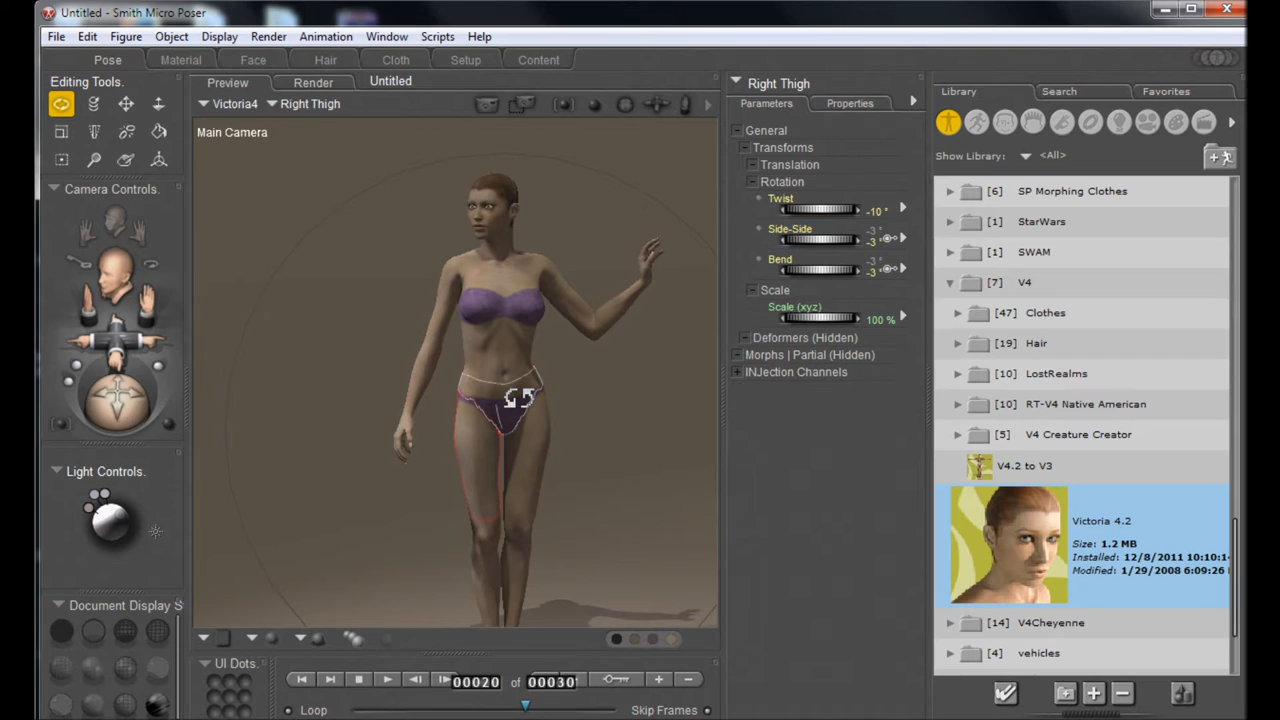 Untitled - Smith Micro Poser
File Edit Figure Object Display Render Animation Window Scripts Help
Pose Material Face Hair Cloth Setup Content
Editing Tools.
Preview Render Untitled
Victoria4 Right Thigh
Main Camera
Camera Controls.
Light Controls.
Document Display S
UI Dots.
00020 of 00030
Loop Skip Frames
Right Thigh
Parameters Properties
General
Transforms
Translation
Rotation
Twist
-10 °
Side-Side
-3 °
-3 °
Bend
-3 °
-3 °
Scale
Scale (xyz)
100 %
Deformers (Hidden)
Morphs | Partial (Hidden)
INJection Channels
Library Search Favorites
Show Library: <All>
[6] SP Morphing Clothes
[1] StarWars
[1] SWAM
[7] V4
[47] Clothes
[19] Hair
[10] LostRealms
[10] RT-V4 Native American
[5] V4 Creature Creator
V4.2 to V3
Victoria 4.2
Size: 1.2 MB
Installed: 12/8/2011 10:10:1
Modified: 1/29/2008 6:09:26
[14] V4Cheyenne
[4] vehicles